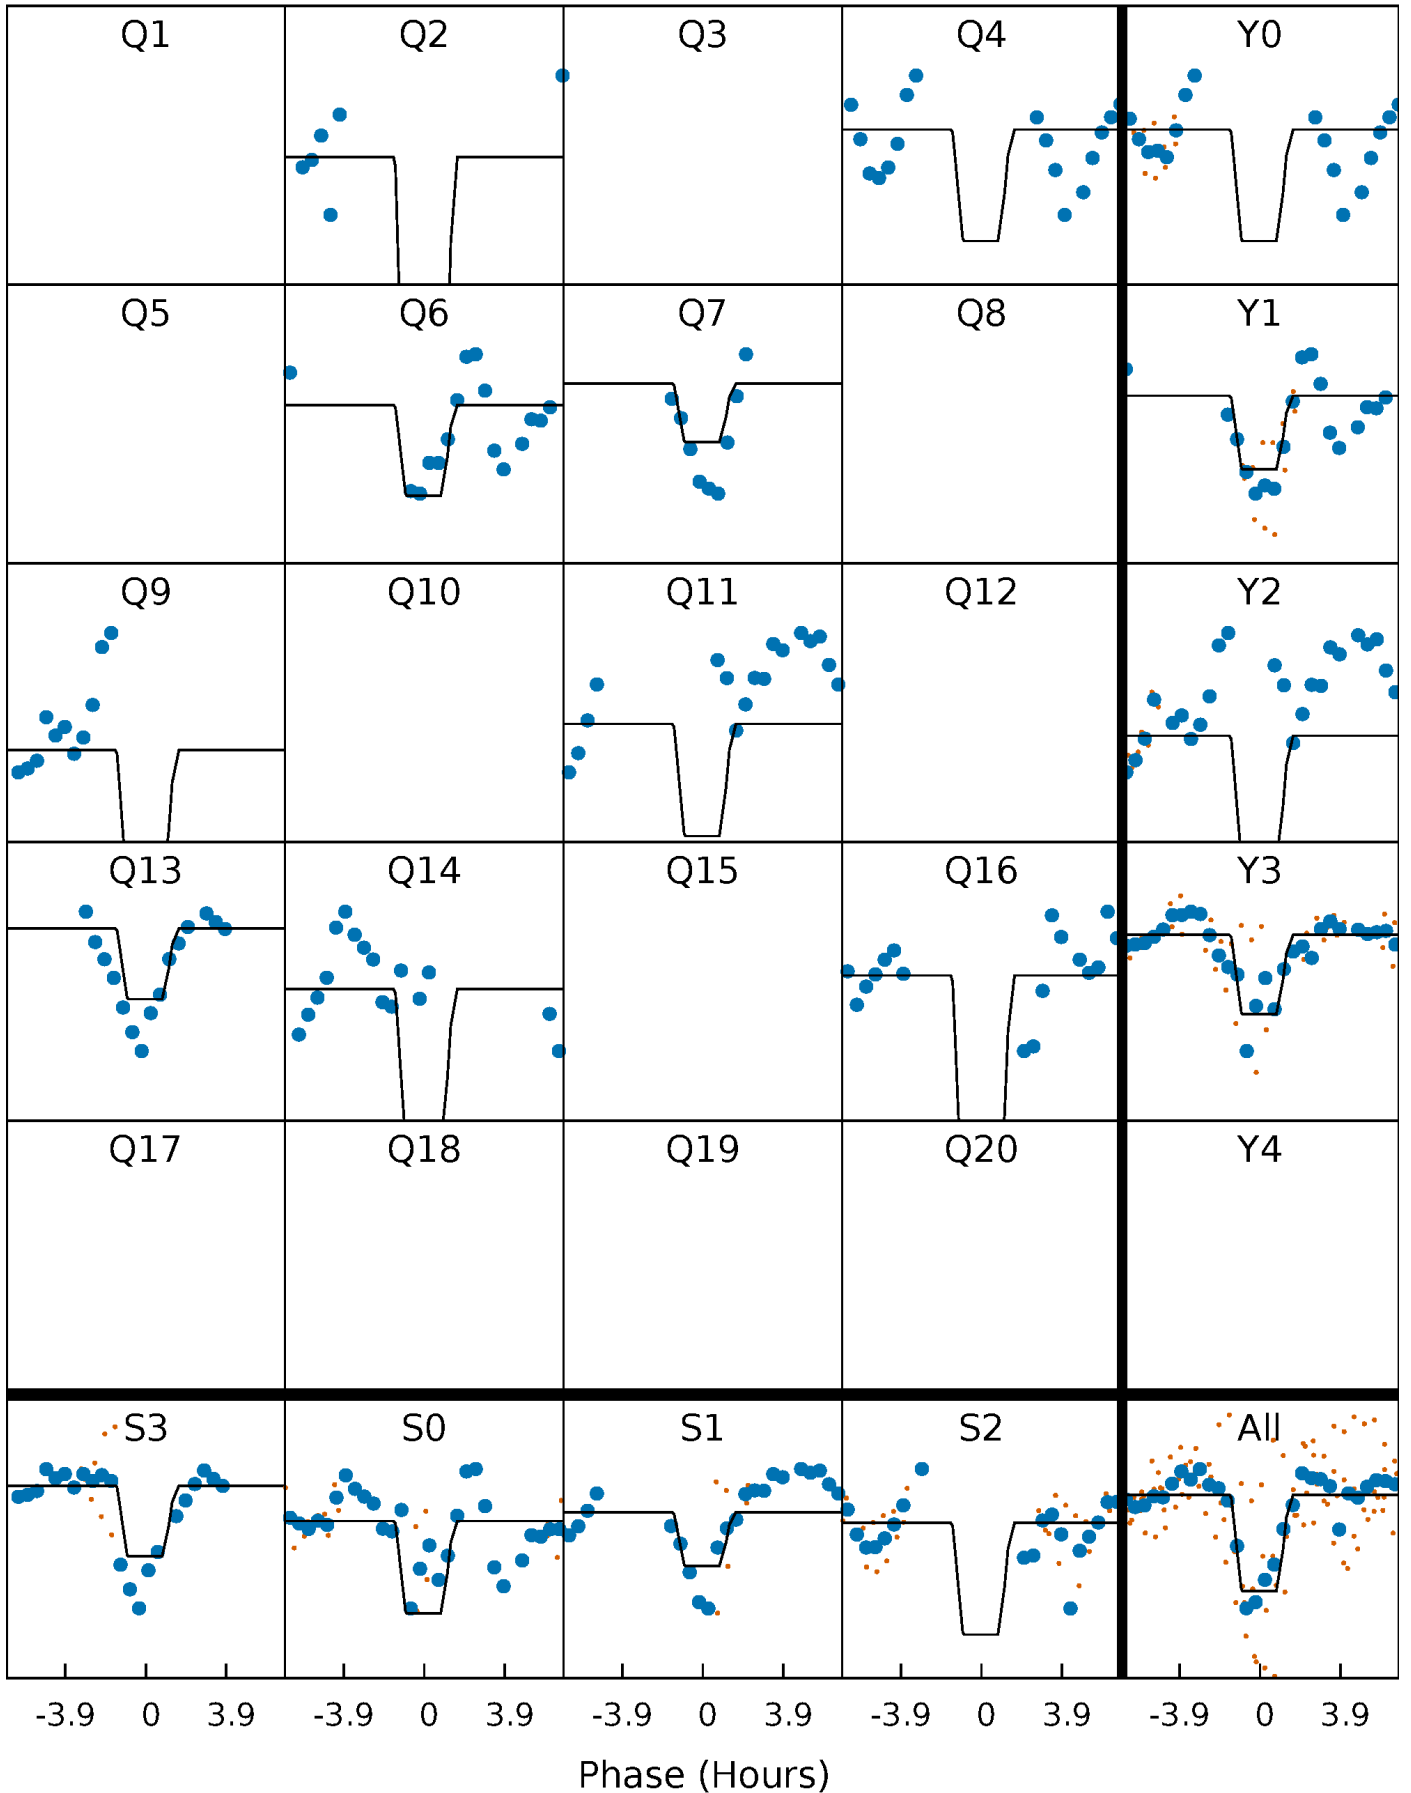 Q1 Q2 Q3 Q4 Y0
Q5 Q6 Q7 Q8 Y1
Q9 Q10 Q11 Q12 Y2
Q13 Q14 Q15 Q16 Y3
Q17 Q18 Q19 Q20 Y4
S3 S0 S1 S2 All
-3.9 0 3.9 -3.9 0 3.9 -3.9 0 3.9 -3.9 0 3.9 -3.9 0 3.9
Phase (Hours)